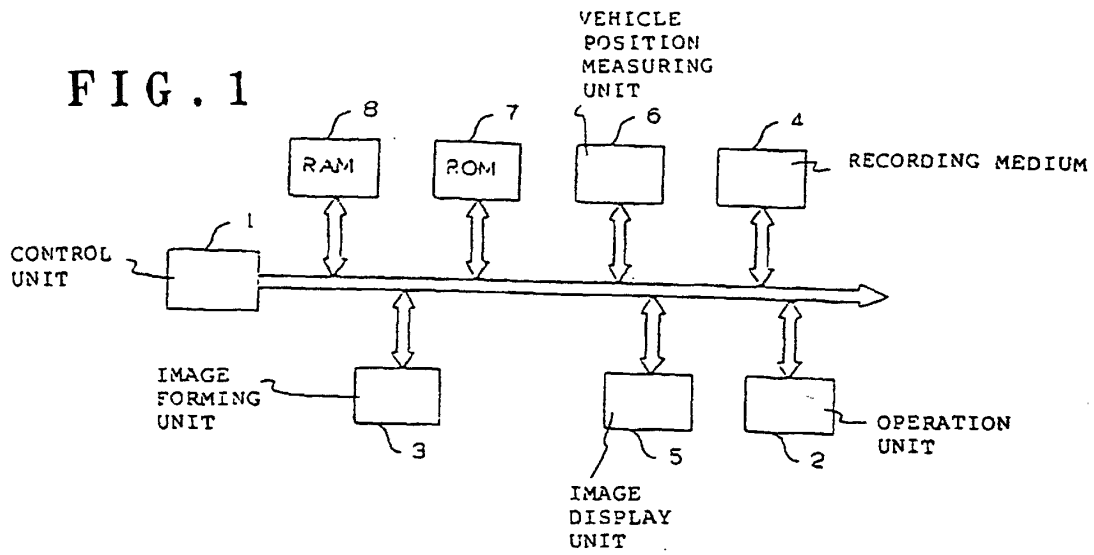 FIG. 1
VEHICLE
POSITION
MEASURING
UNIT
8
7
6
4
RAM
ROM
RECORDING MEDIUM
1
CONTROL
UNIT
IMAGE
FORMING
UNIT
3
5
2
OPERATION
UNIT
IMAGE
DISPLAY
UNIT